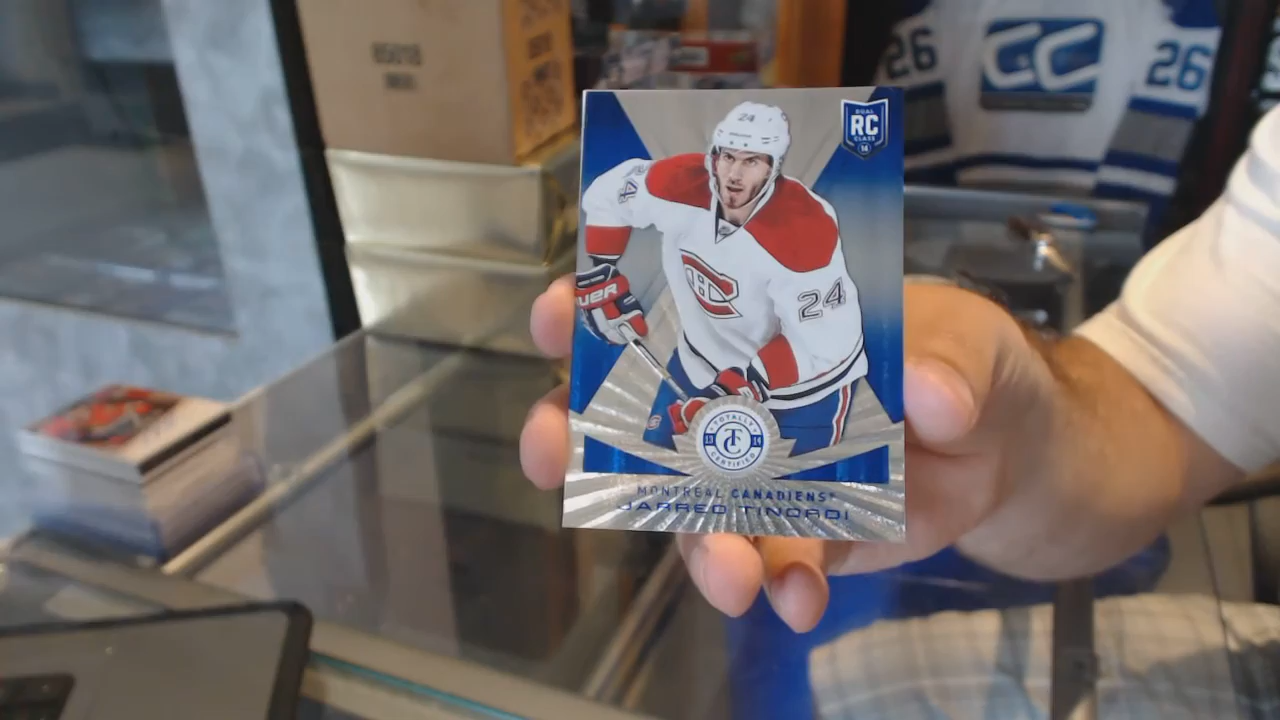 26
CC
26
24
DUAL
RC
CLASS
14
24
24
UER
TOTALLY
13 TC 14
CERTIFIED
MONTREAL CANADIENS
JARRED TINORDI